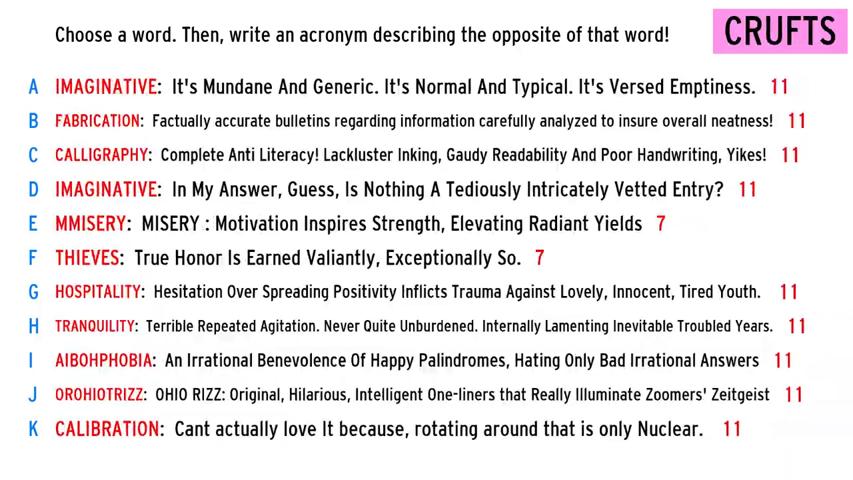 Choose a word. Then, write an acronym describing the opposite of that word!
CRUFTS
A IMAGINATIVE: It's Mundane And Generic. It's Normal And Typical. It's Versed Emptiness. 11
B FABRICATION: Factually accurate bulletins regarding information carefully analyzed to insure overall neatness! 11
C CALLIGRAPHY: Complete Anti Literacy! Lackluster Inking, Gaudy Readability And Poor Handwriting, Yikes! 11
D IMAGINATIVE: In My Answer, Guess, Is Nothing A Tediously Intricately Vetted Entry? 11
E MMISERY: MISERY : Motivation Inspires Strength, Elevating Radiant Yields 7
F THIEVES: True Honor Is Earned Valiantly, Exceptionally So. 7
G HOSPITALITY: Hesitation Over Spreading Positivity Inflicts Trauma Against Lovely, Innocent, Tired Youth. 11
H TRANQUILITY: Terrible Repeated Agitation. Never Quite Unburdened. Internally Lamenting Inevitable Troubled Years. 11
I AIBOHPHOBIA: An Irrational Benevolence Of Happy Palindromes, Hating Only Bad Irrational Answers 11
J OROHIOTRIZZ: OHIO RIZZ: Original, Hilarious, Intelligent One-liners that Really Illuminate Zoomers' Zeitgeist 11
K CALIBRATION: Cant actually love It because, rotating around that is only Nuclear. 11